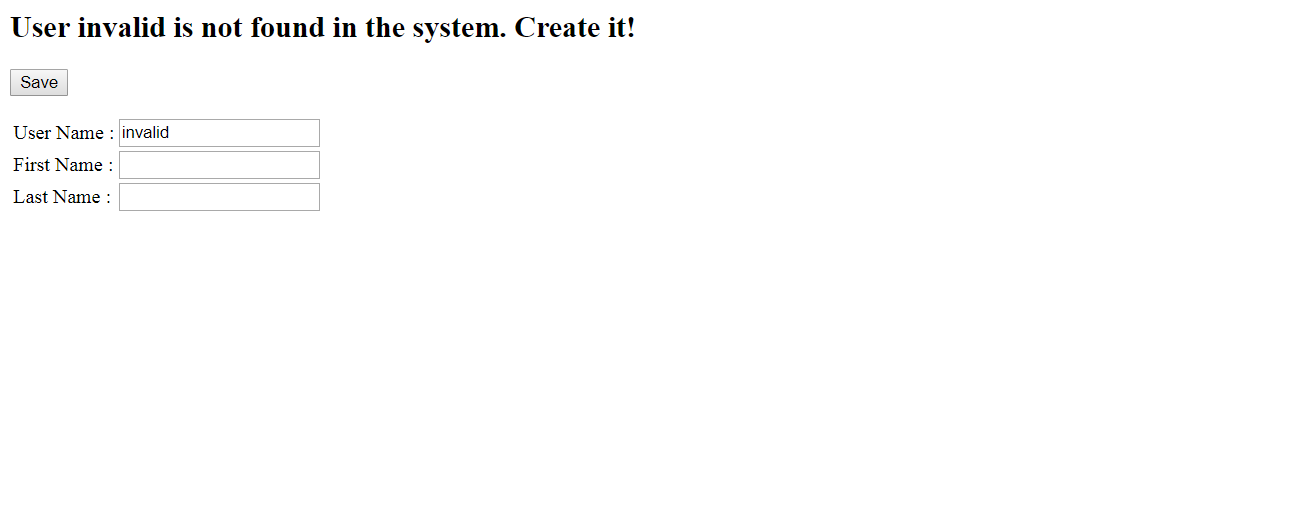 User invalid is not found in the system. Create it!
Save
User Name : invalid
First Name :
Last Name :